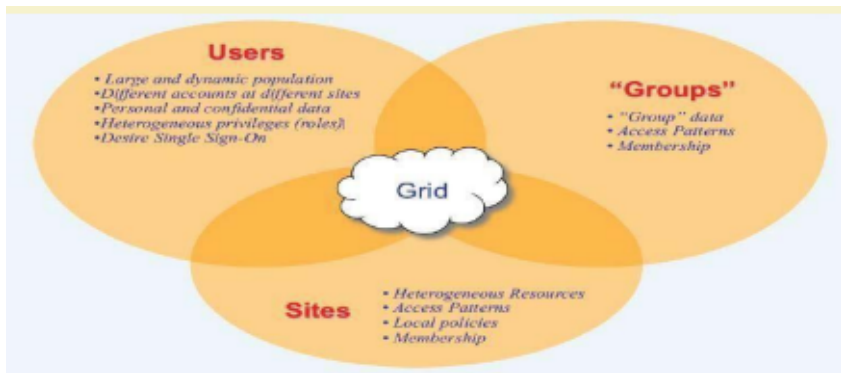 Users
• Large and dynamic population
•Different accounts at different sites
•Personal and confidential data
•Heterogeneous privileges (roles)\
•Desire Single Sign-On
“Groups”
• “Group” data
• Access Patterns
• Membership
Grid
Sites
• Heterogeneous Resources
• Access Patterns
• Local policies
• Membership